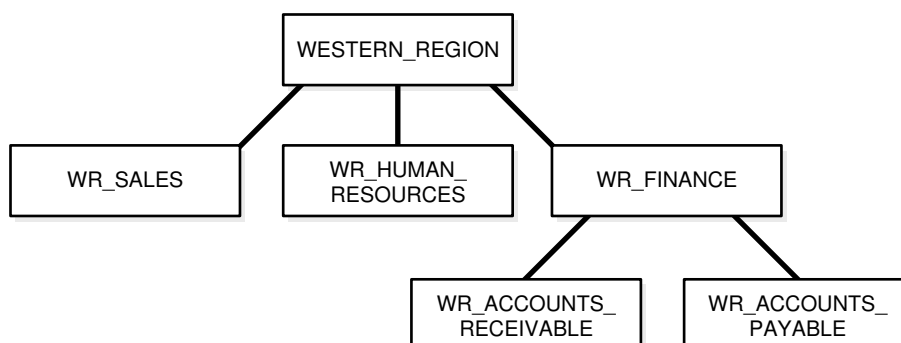 WESTERN_REGION
WR_SALES
WR_HUMAN_
RESOURCES
WR_FINANCE
WR_ACCOUNTS_
RECEIVABLE
WR_ACCOUNTS_
PAYABLE